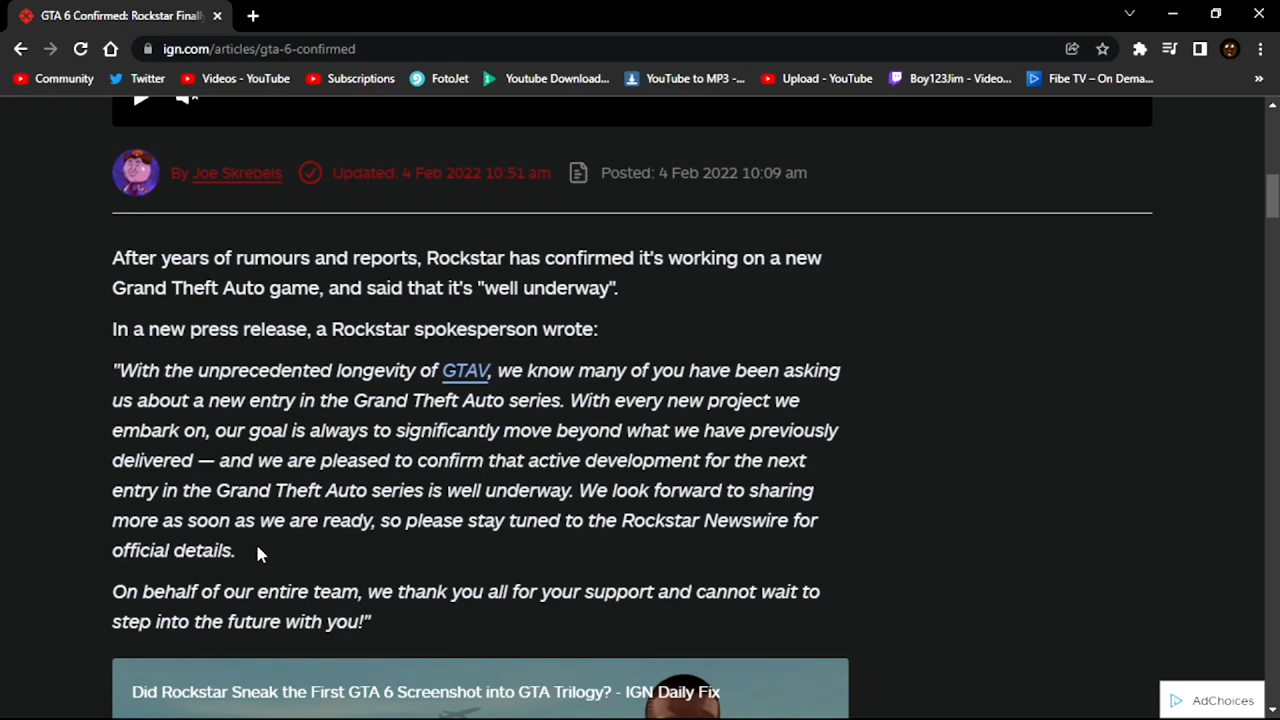 GTA 6 Confirmed: Rockstar Finall
ign.com/articles/gta-6-confirmed
Community Twitter Videos - YouTube Subscriptions FotoJet Youtube Download... YouTube to MP3 -... Upload - YouTube Boy123Jim - Video... Fibe TV – On Dema... »
By Joe Skrebels Updated: 4 Feb 2022 10:51 am Posted: 4 Feb 2022 10:09 am
After years of rumours and reports, Rockstar has confirmed it's working on a new
Grand Theft Auto game, and said that it's "well underway".
In a new press release, a Rockstar spokesperson wrote:
"With the unprecedented longevity of GTAV, we know many of you have been asking
us about a new entry in the Grand Theft Auto series. With every new project we
embark on, our goal is always to significantly move beyond what we have previously
delivered — and we are pleased to confirm that active development for the next
entry in the Grand Theft Auto series is well underway. We look forward to sharing
more as soon as we are ready, so please stay tuned to the Rockstar Newswire for
official details.
On behalf of our entire team, we thank you all for your support and cannot wait to
step into the future with you!"
Did Rockstar Sneak the First GTA 6 Screenshot into GTA Trilogy? - IGN Daily Fix
AdChoices